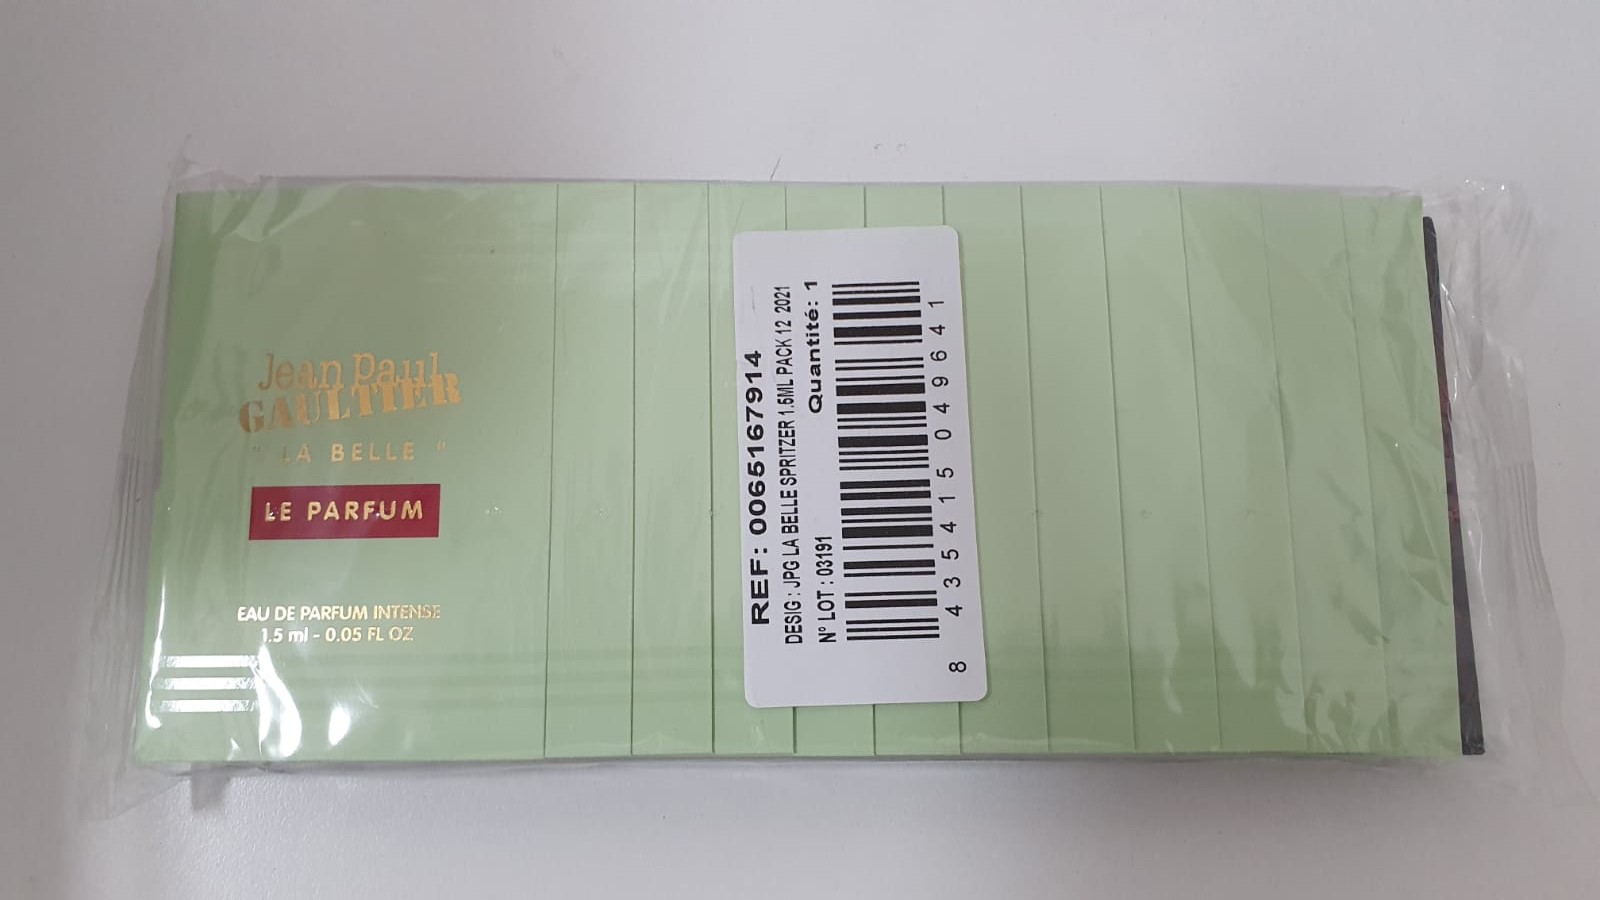 Jean Paul
GAULTIER
" LA BELLE "
LE PARFUM
EAU DE PARFUM INTENSE
1.5 ml - 0.05 FL OZ
REF: 0065167914
DESIG : JPG LA BELLE SPRITZER 1.5ML PACK 12 2021
N° LOT : 03191 Quantité: 1
8 435415 049641